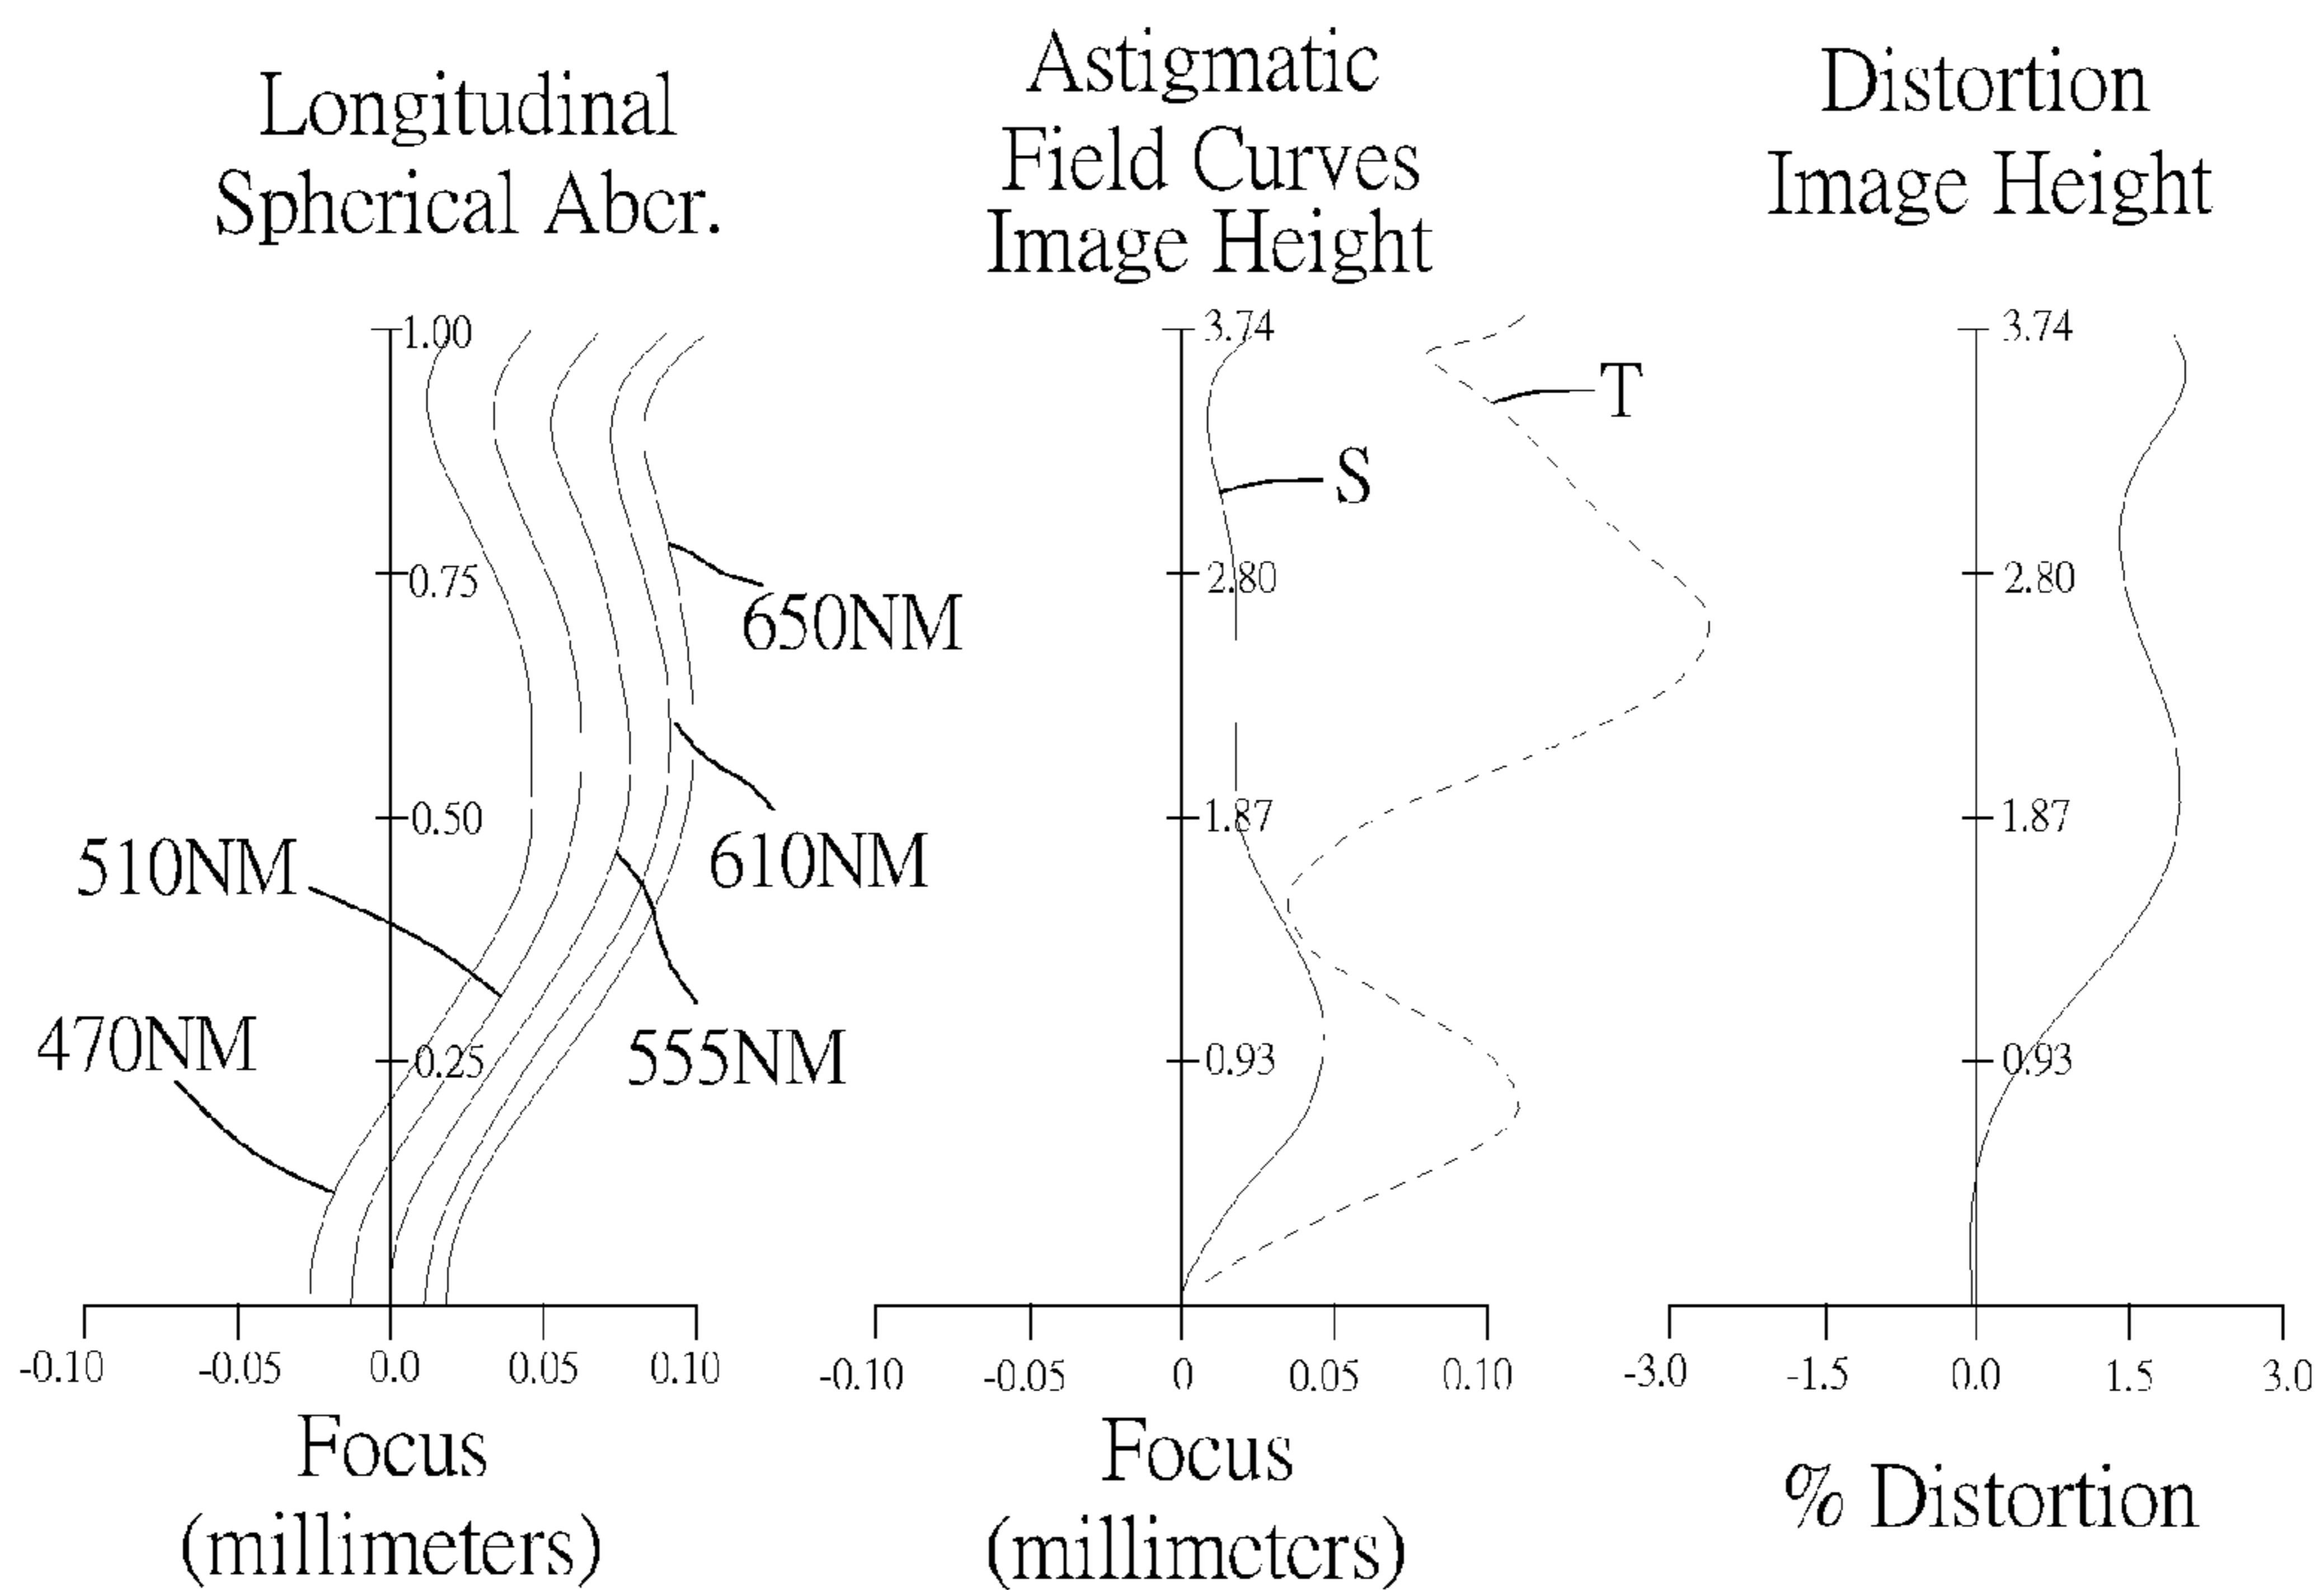 Longitudinal
Sphcrical Abcr.
1.00
0.75
0.50
0.25
650NM
610NM
555NM
510NM
470NM
-0.10 -0.05 0.0 0.05 0.10
Focus
(millimeters)
Astigmatic
Field Curves
Image Height
3.74
2.80
1.87
0.93
T
S
-0.10 -0.05 0 0.05 0.10
Focus
(millimctcrs)
Distortion
Image Height
3.74
2.80
1.87
0.93
-3.0 -1.5 0.0 1.5 3.0
% Distortion